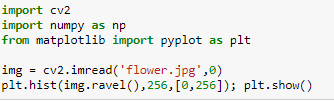 import cv2
import numpy as np
from matplotlib import pyplot as plt
img = cv2.imread('flower.jpg',0)
plt.hist(img.ravel(),256,[0,256]); plt.show()